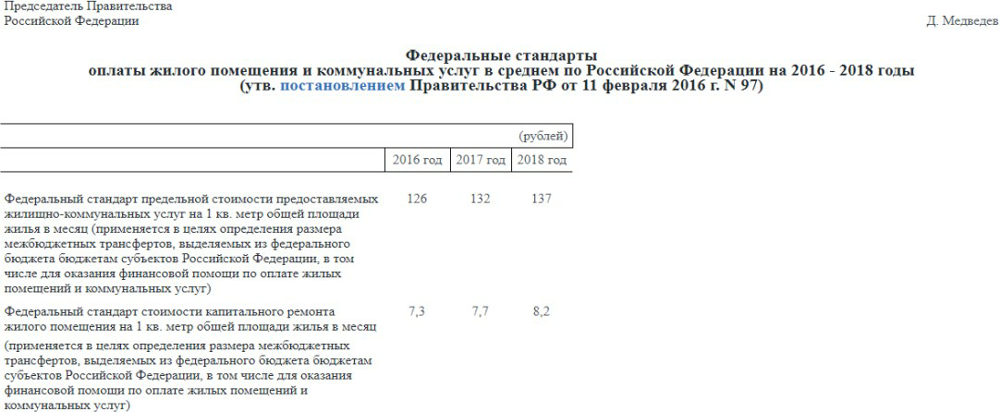 Председатель Правительства
Российской Федерации
Д. Медведев
Федеральные стандарты
оплаты жилого помещения и коммунальных услуг в среднем по Российской Федерации на 2016 - 2018 годы
(утв. постановлением Правительства РФ от 11 февраля 2016 г. N 97)
(рублей)
2016 год 2017 год 2018 год
Федеральный стандарт предельной стоимости предоставляемых 126 132 137
жилищно-коммунальных услуг на 1 кв. метр общей площади
жилья в месяц (применяется в целях определения размера
межбюджетных трансфертов, выделяемых из федерального
бюджета бюджетам субъектов Российской Федерации, в том
числе для оказания финансовой помощи по оплате жилых
помещений и коммунальных услуг)
Федеральный стандарт стоимости капитального ремонта 7,3 7,7 8,2
жилого помещения на 1 кв. метр общей площади жилья в месяц
(применяется в целях определения размера межбюджетных
трансфертов, выделяемых из федерального бюджета бюджетам
субъектов Российской Федерации, в том числе для оказания
финансовой помощи по оплате жилых помещений и
коммунальных услуг)